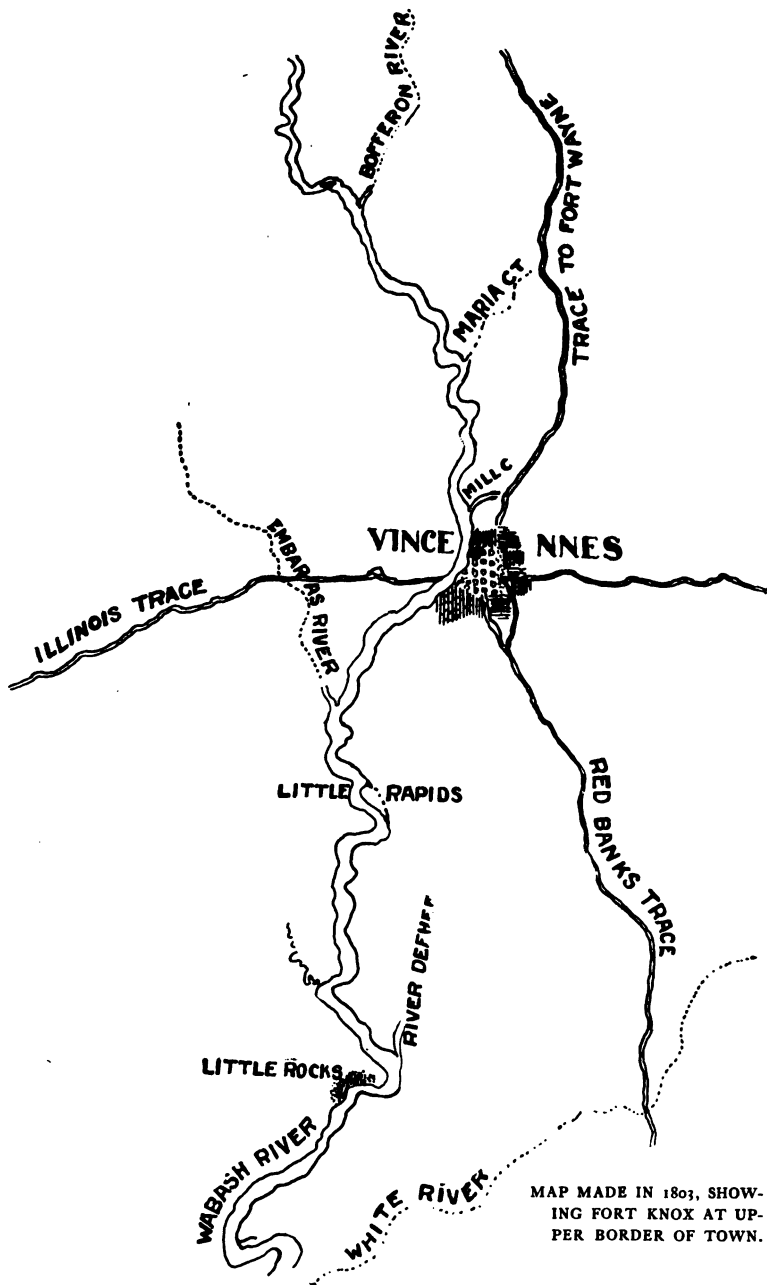 BOPTERON RIVER
TRACE TO FORT WAYNE
MARIA CT
MILL C
VINCE NNES
EMBARRAS RIVER
ILLINOIS TRACE
LITTLE RAPIDS
RED BANKS TRACE
RIVER DEFHEE
LITTLE ROCKS
WABASH RIVER
WHITE RIVER
MAP MADE IN 1803, SHOW-
ING FORT KNOX AT UP-
PER BORDER OF TOWN.